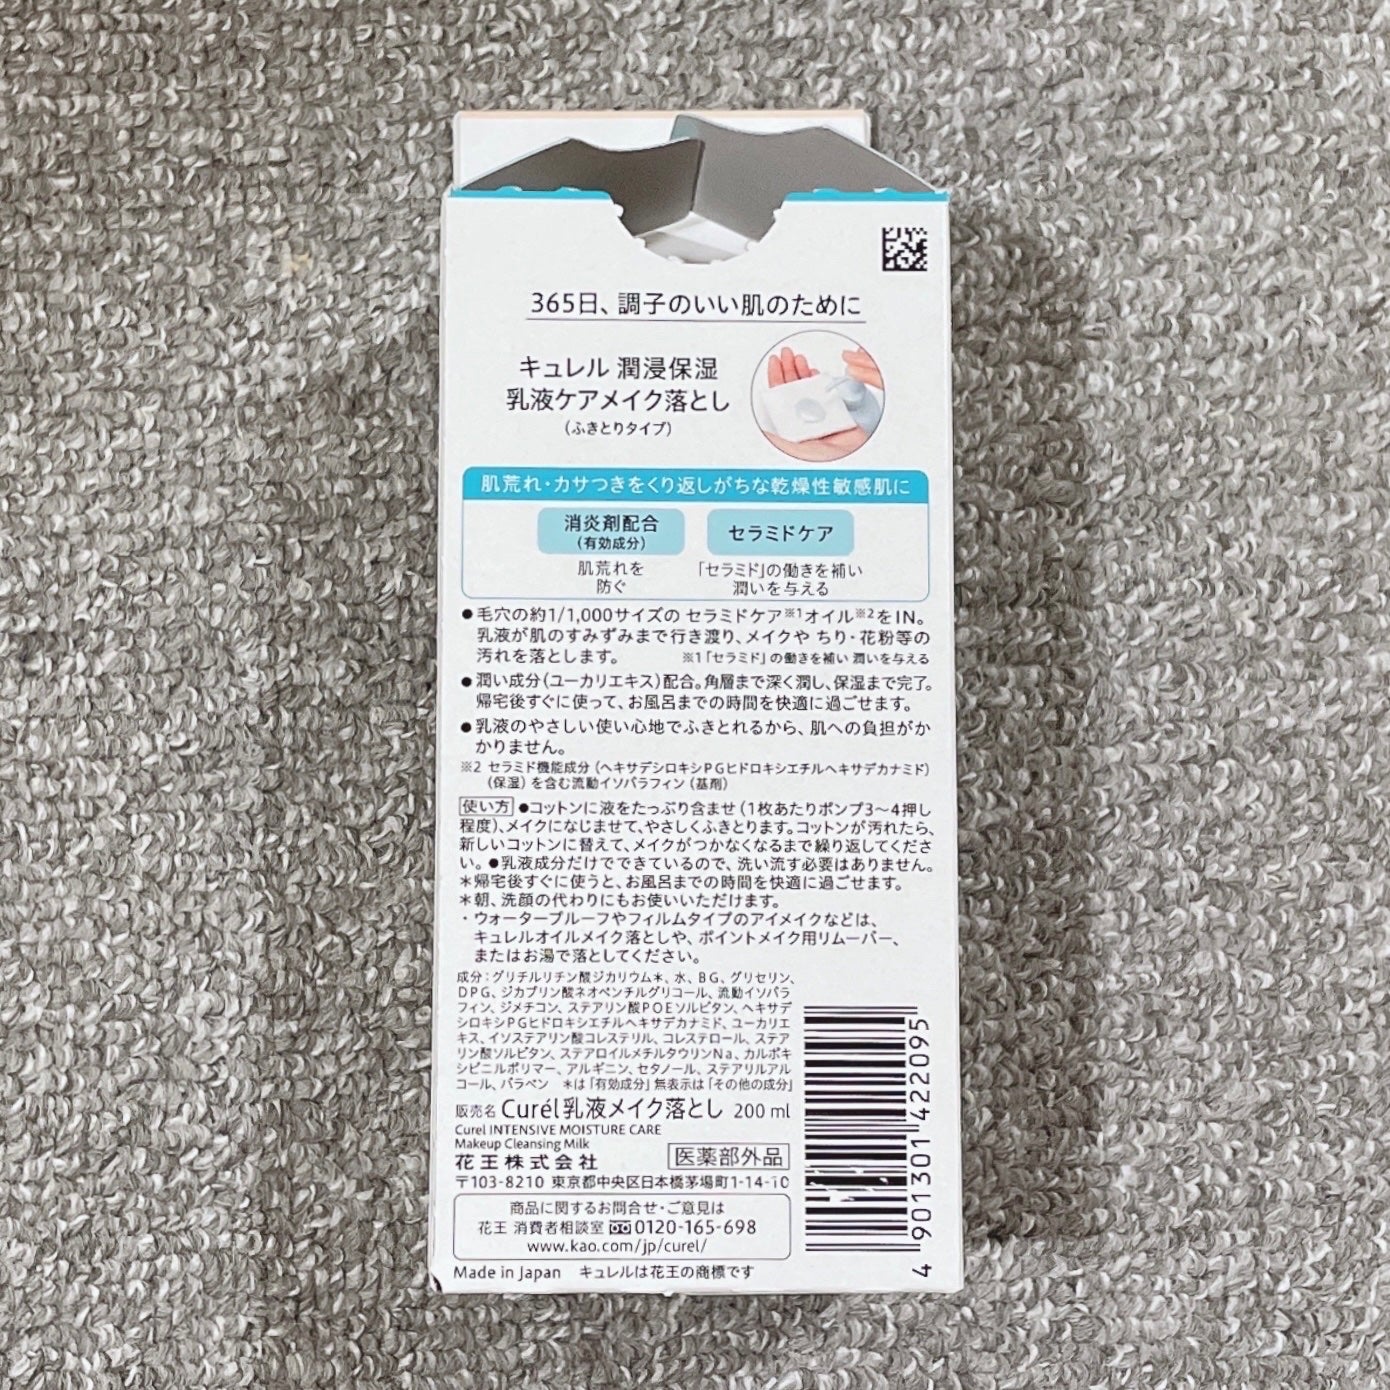 365日、調子のいい肌のために
キュレル 潤浸保湿
乳液ケアメイク落とし
(ふきとりタイプ)
肌荒れ・カサつきをくり返しがちな乾燥性敏感肌に
消炎剤配合
(有効成分)
肌荒れを
防ぐ
セラミドケア
「セラミド」の働きを補い
潤いを与える
●毛穴の約1/1,000サイズの セラミドケア※1オイル※2をIN。
乳液が肌のすみずみまで行き渡り、メイクや ちり・花粉等の
汚れを落とします。 ※1「セラミド」の働きを補い 潤いを与える
●潤い成分(ユーカリエキス)配合。角層まで深く潤し、保湿まで完了。
帰宅後すぐに使って、お風呂までの時間を快適に過ごせます。
●乳液のやさしい使い心地でふきとれるから、肌への負担がか
かりません。
※2 セラミド機能成分(ヘキサデシロキシPGヒドロキシエチルヘキサデカナミド)
(保湿)を含む流動イソパラフィン(基剤)
使い方 ●コットンに液をたっぷり含ませ(1枚あたりポンプ3～4押し
程度)、メイクになじませて、やさしくふきとります。コットンが汚れたら、
新しいコットンに替えて、メイクがつかなくなるまで繰り返してくださ
い。●乳液成分だけでできているので、洗い流す必要はありません。
＊帰宅後すぐに使うと、お風呂までの時間を快適に過ごせます。
＊朝、洗顔の代わりにもお使いいただけます。
・ウォータープルーフやフィルムタイプのアイメイクなどは、
キュレルオイルメイク落としや、ポイントメイク用リムーバー、
またはお湯で落としてください。
成分：グリチルリチン酸ジカリウム＊、水、BG、グリセリン、
DPG、ジカプリン酸ネオペンチルグリコール、流動イソパラ
フィン、ジメチコン、ステアリン酸POEソルビタン、ヘキサデ
シロキシPGヒドロキシエチルヘキサデカナミド、ユーカリエ
キス、イソステアリン酸コレステリル、コレステロール、ステア
リン酸ソルビタン、ステアロイルメチルタウリンNa、カルボキ
シビニルポリマー、アルギニン、セタノール、ステアリルアル
コール、パラベン ＊は「有効成分」無表示は「その他の成分」
販売名 Curél乳液メイク落とし 200 ml
Curel INTENSIVE MOISTURE CARE
Makeup Cleansing Milk
花王株式会社 医薬部外品
〒103-8210 東京都中央区日本橋茅場町1-14-10
商品に関するお問合せ・ご意見は
花王 消費者相談室 0120-165-698
www.kao.com/jp/curel/
Made in Japan キュレルは花王の商標です
4 901301 422095